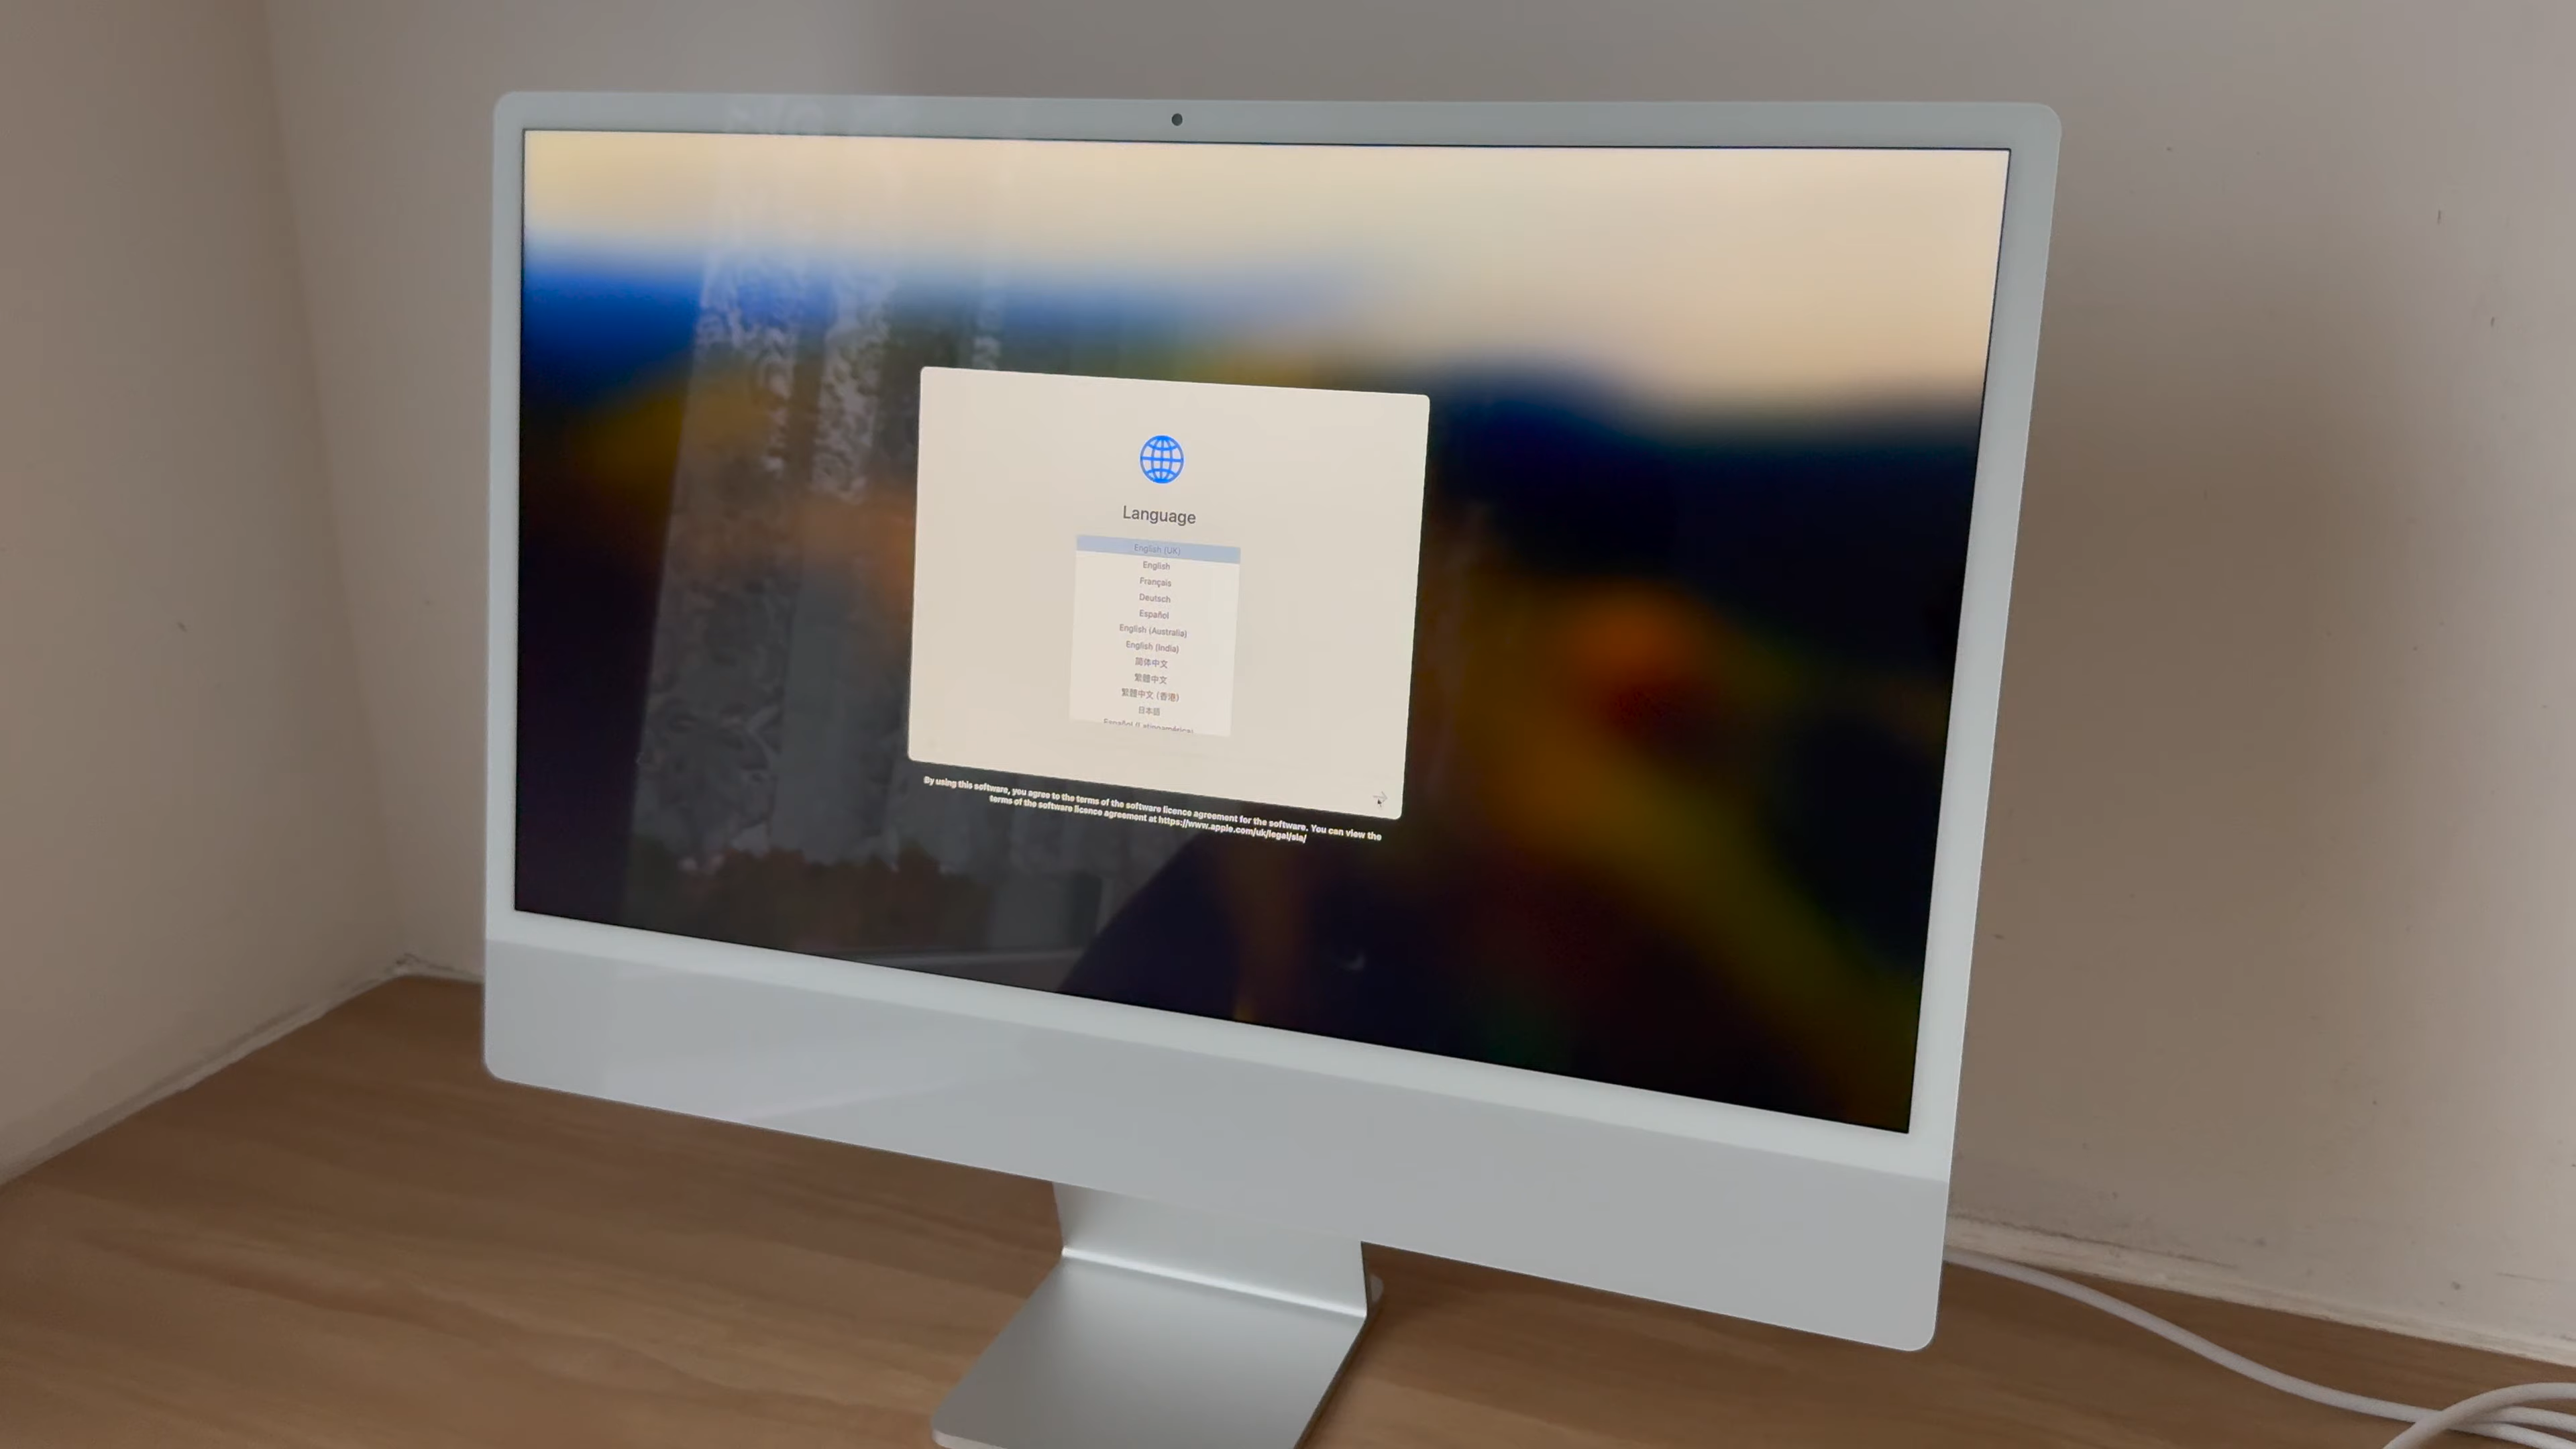 Language
English (UK)
English
Français
Deutsch
Español
English (Australia)
English (India)
简体中文
繁體中文
繁體中文 (香港)
日本語
Español (Latinoamérica)
By using this software, you agree to the terms of the software licence agreement for the software. You can view the
terms of the software licence agreement at https://www.apple.com/uk/legal/sla/